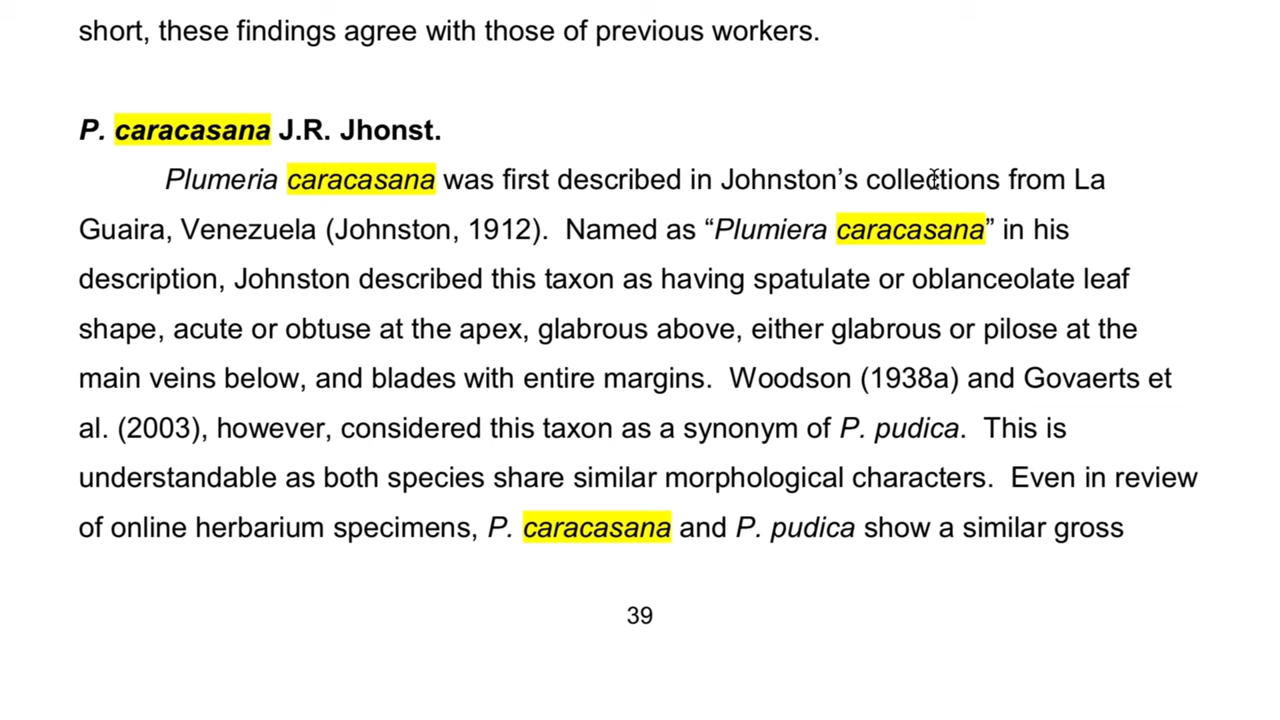 short, these findings agree with those of previous workers.
P. caracasana J.R. Jhonst.
Plumeria caracasana was first described in Johnston’s collections from La
Guaira, Venezuela (Johnston, 1912).  Named as “Plumiera caracasana” in his
description, Johnston described this taxon as having spatulate or oblanceolate leaf
shape, acute or obtuse at the apex, glabrous above, either glabrous or pilose at the
main veins below, and blades with entire margins.  Woodson (1938a) and Govaerts et
al. (2003), however, considered this taxon as a synonym of P. pudica.  This is
understandable as both species share similar morphological characters.  Even in review
of online herbarium specimens, P. caracasana and P. pudica show a similar gross
39